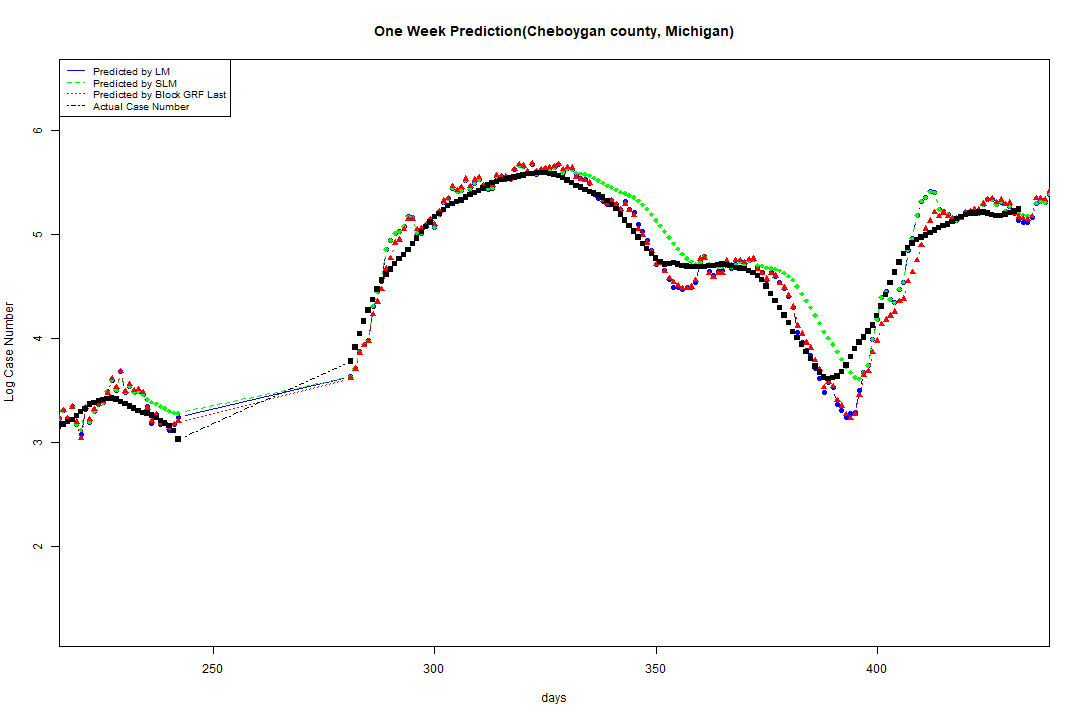 One Week Prediction(Cheboygan county, Michigan)
Predicted by LM
Predicted by SLM
Predicted by Block GRF Last
Actual Case Number
6
5
4
3
2
Log Case Number
250 300 350 400
days